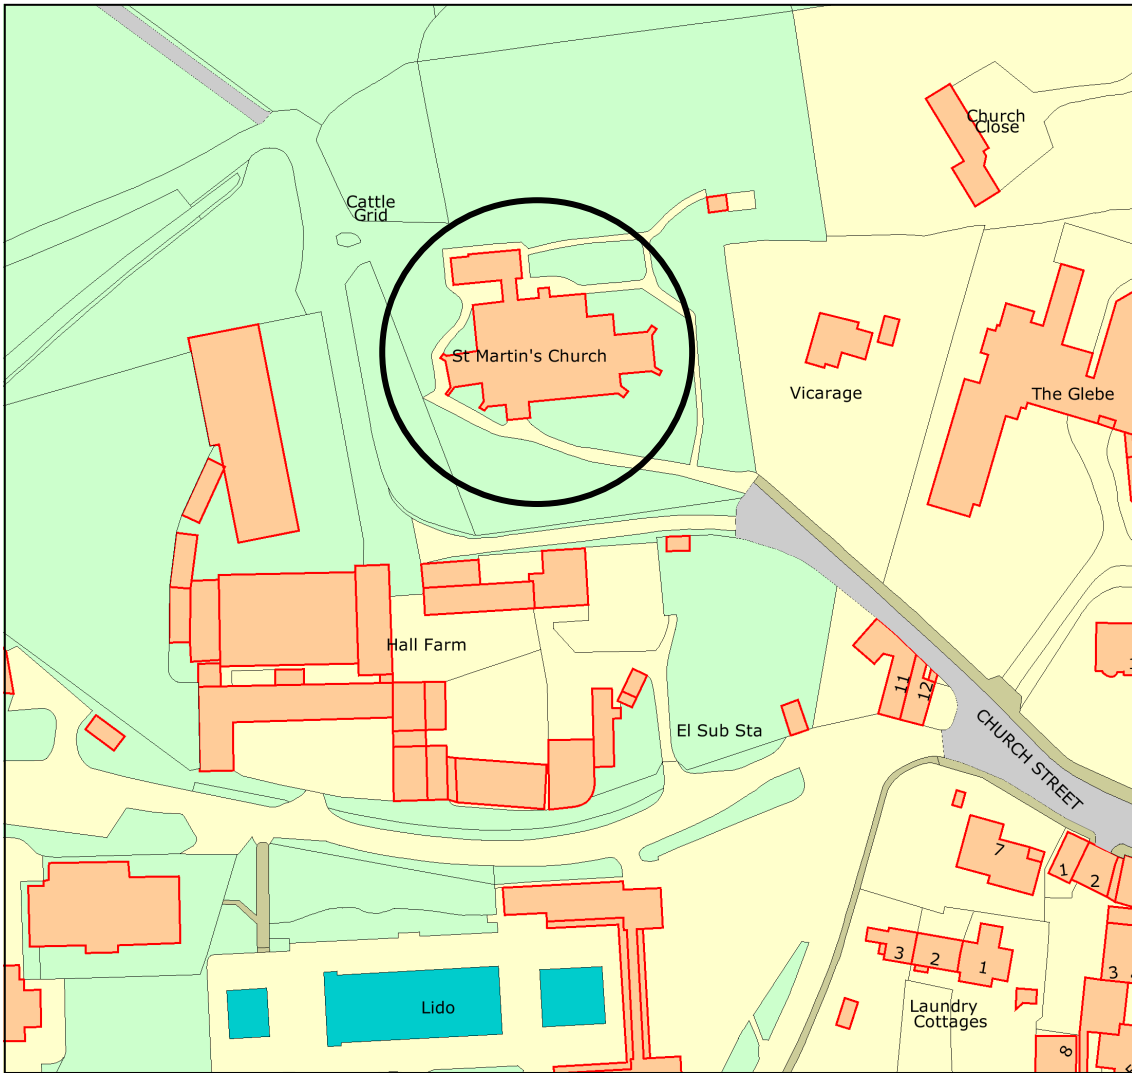 Church
Close
Cattle
Grid
St Martin's Church
Vicarage
The Glebe
Hall Farm
11
12
El Sub Sta
CHURCH STREET
7
1
2
3
2
1
3
Lido
Laundry
Cottages
8